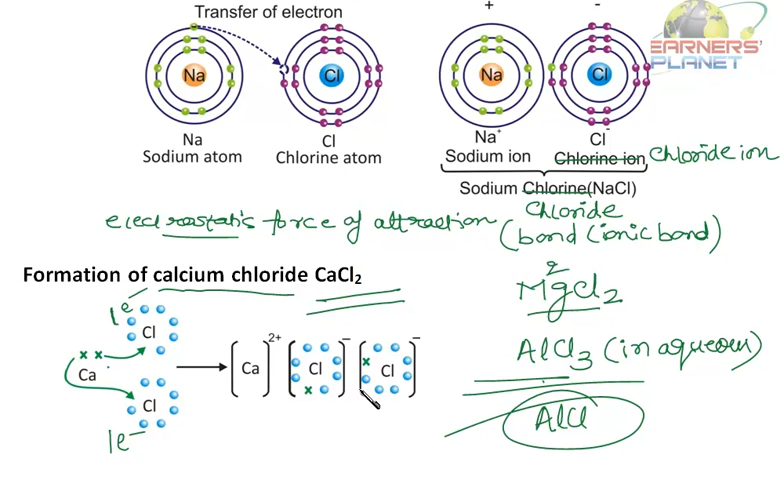 Transfer of electron
+ -
EARNERS'
PLANET
Na Cl Na Cl
Na Cl Na+ Cl-
Sodium atom Chlorine atom Sodium ion Chlorine ion Chloride ion
Sodium Chlorine(NaCl)
Chloride
electrostatic force of attraction (bond (ionic bond)
Formation of calcium chloride CaCl2
2
MgCl2
1e
Cl
AlCl3 (in aqueous)
x x
Ca
[Ca]2+ [Cl x]- [x Cl]-
Cl
1e-
AlCl